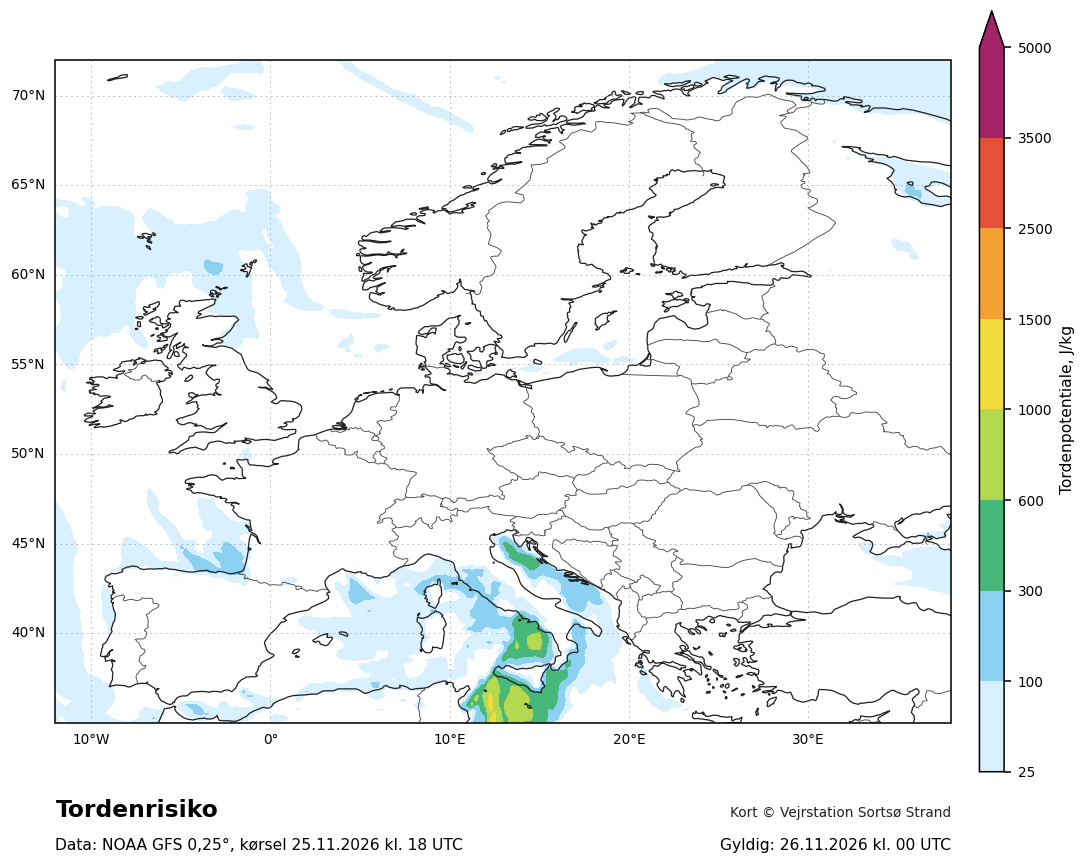 70°N
65°N
60°N
55°N
50°N
45°N
40°N
10°W
0°
10°E
20°E
30°E
5000
3500
2500
1500
1000
600
300
100
25
Tordenpotentiale, J/kg
Tordenrisiko
Kort © Vejrstation Sortsø Strand
Data: NOAA GFS 0,25°, kørsel 25.11.2026 kl. 18 UTC
Gyldig: 26.11.2026 kl. 00 UTC